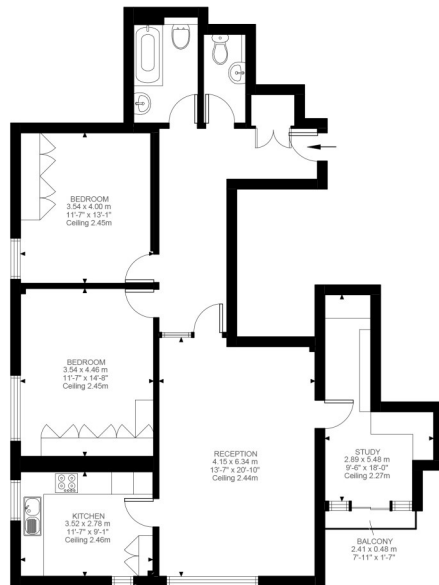 BEDROOM
3.54 x 4.00 m
11'-7" x 13'-1"
Ceiling 2.45m
BEDROOM
3.54 x 4.46 m
11'-7" x 14'-8"
Ceiling 2.45m
RECEPTION
4.15 x 6.34 m
13'-7" x 20'-10"
Ceiling 2.44m
STUDY
2.89 x 5.48 m
9'-6" x 18'-0"
Ceiling 2.27m
KITCHEN
3.52 x 2.78 m
11'-7" x 9'-1"
Ceiling 2.46m
BALCONY
2.41 x 0.48 m
7'-11" x 1'-7"